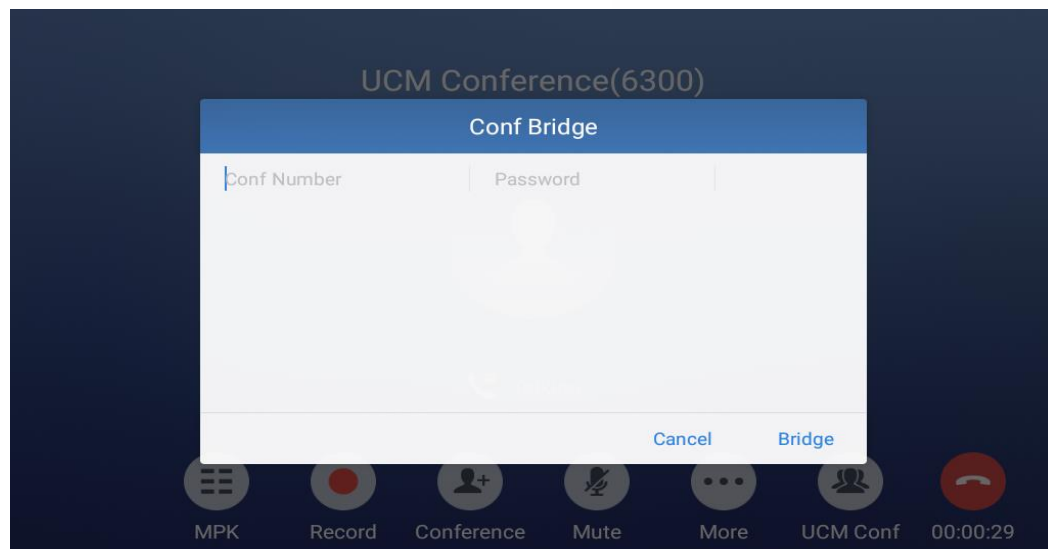 UCM Conference(6300)
Conf Bridge
Conf Number Password
Cancel Bridge
MPK Record Conference Mute More UCM Conf 00:00:29